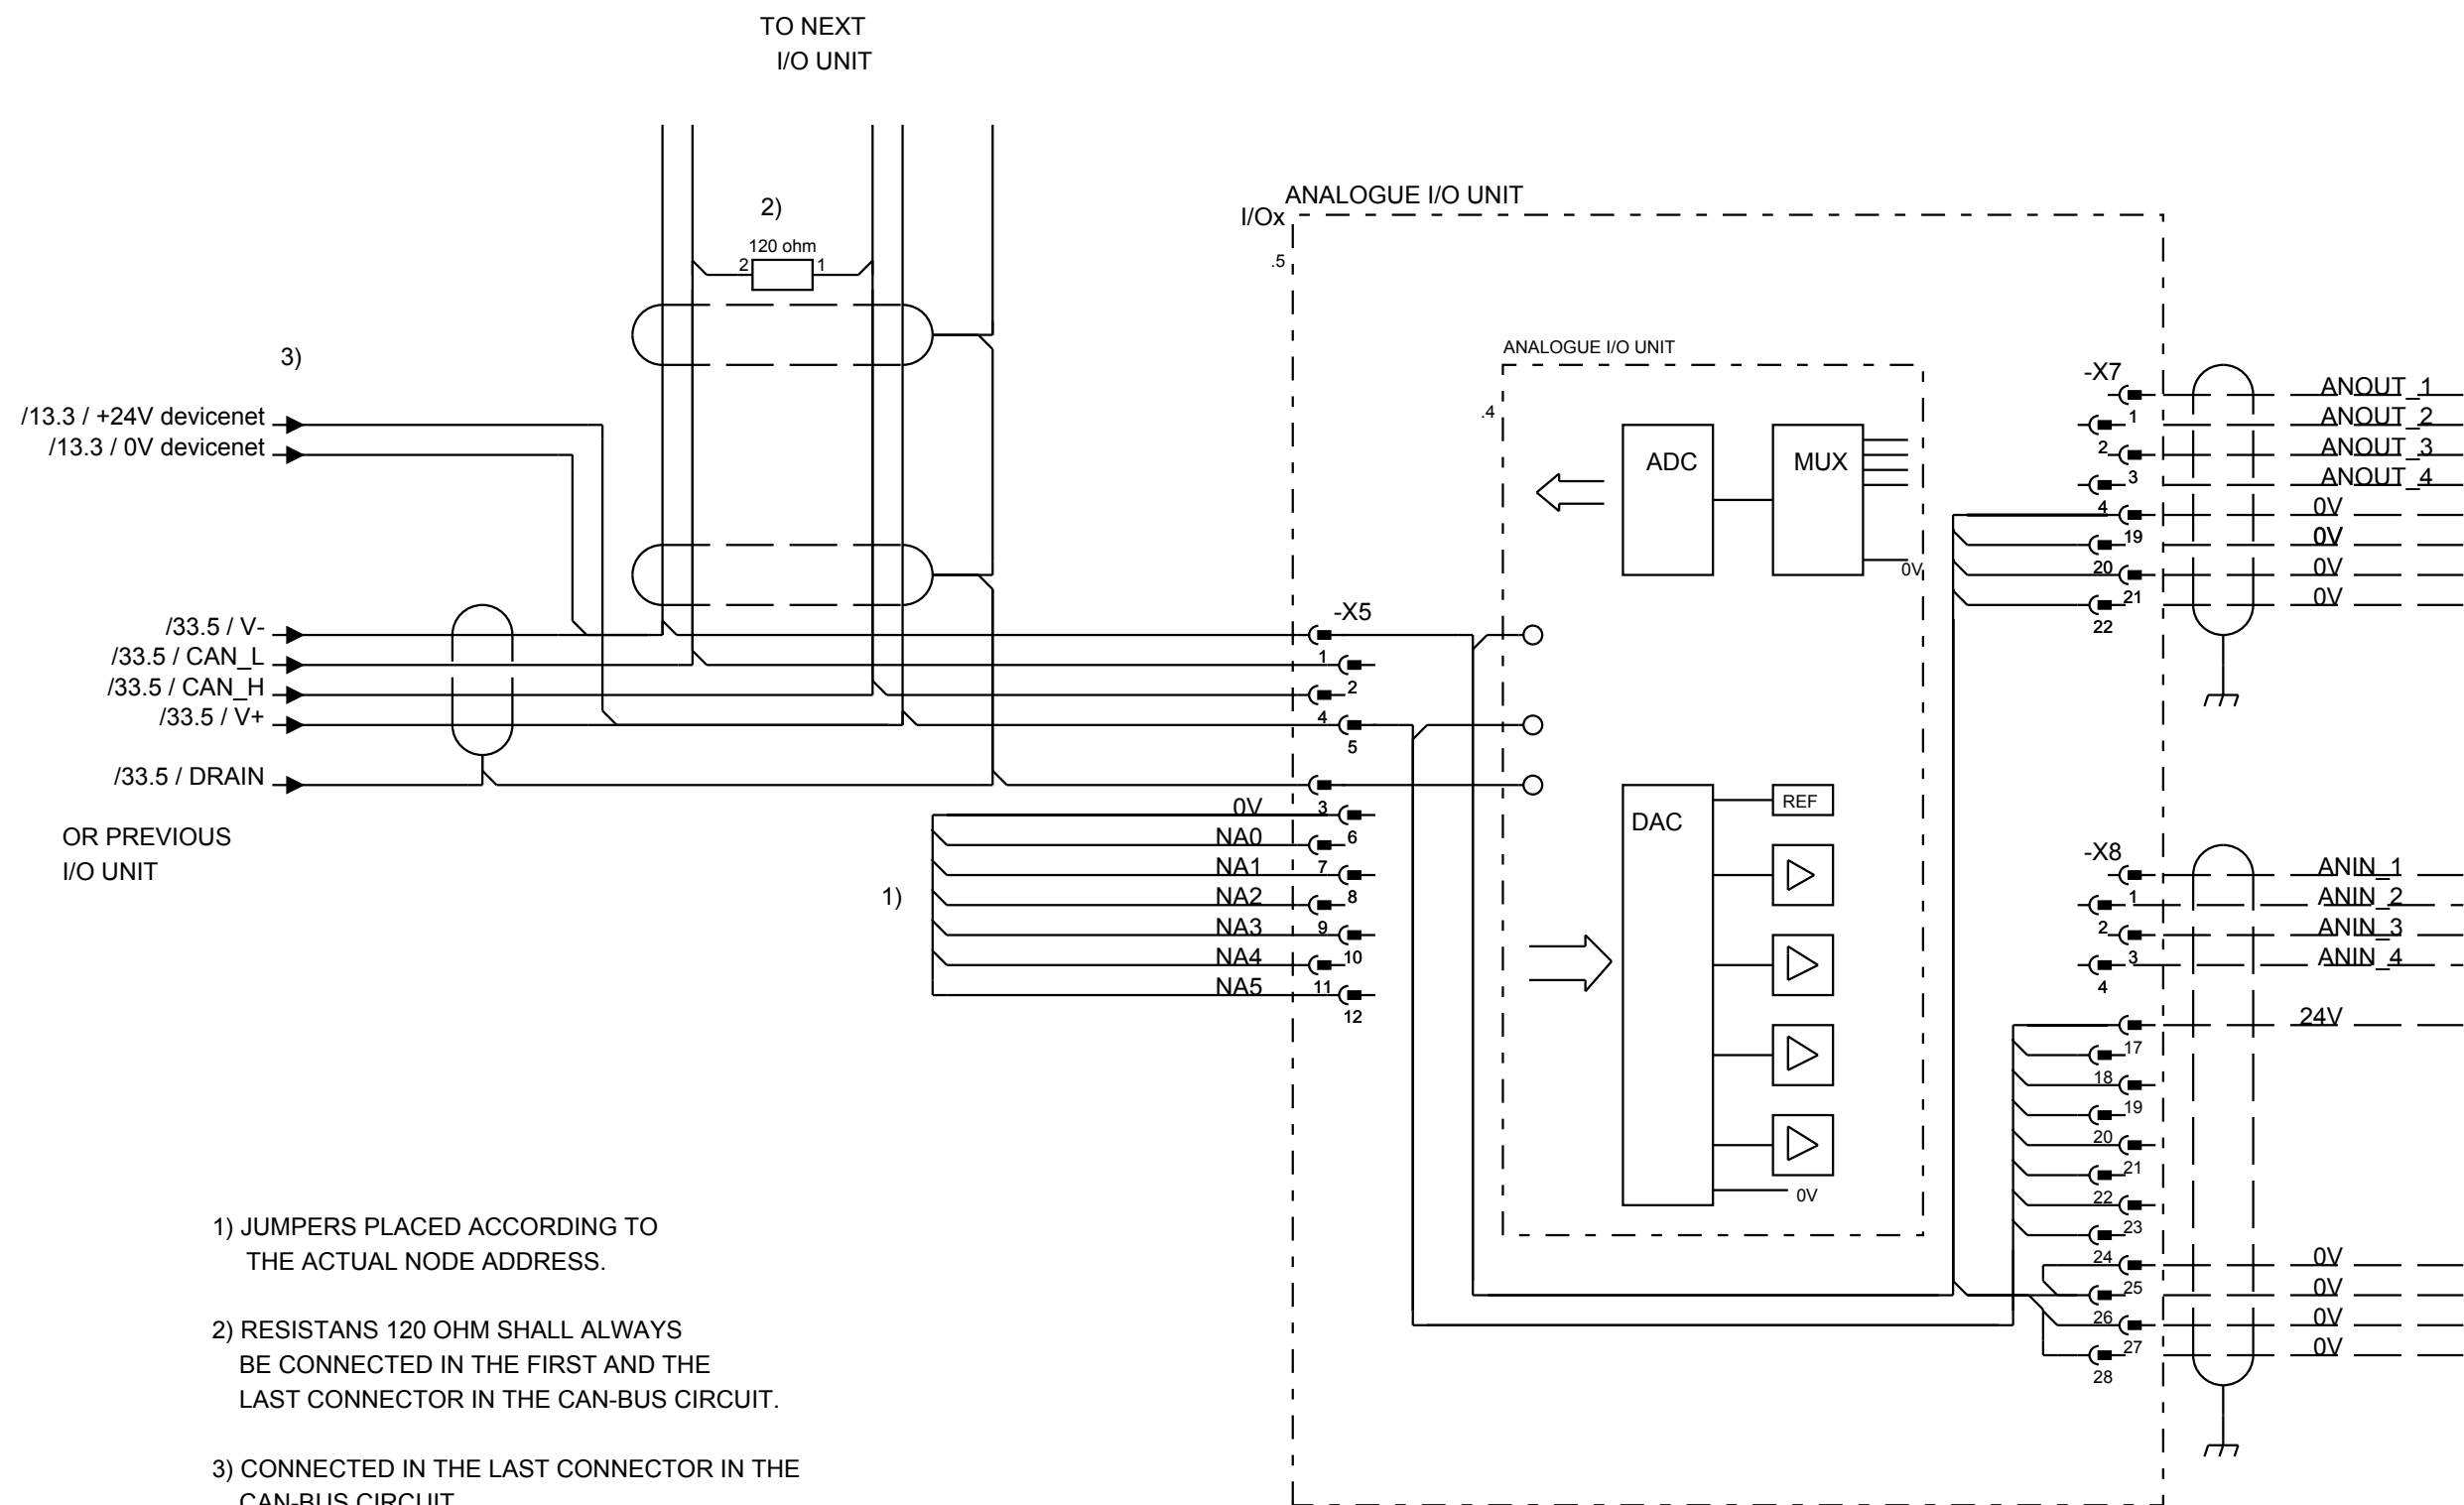 TO NEXT
I/O UNIT
ANALOGUE I/O UNIT
I/Ox
.5
2)
120 ohm
2
1
3)
/13.3 / +24V devicenet
/13.3 / 0V devicenet
ANALOGUE I/O UNIT
.4
ADC
MUX
0V
-X7
1
2
3
4
19
20
21
22
ANOUT_1
ANOUT_2
ANOUT_3
ANOUT_4
0V
0V
0V
0V
/33.5 / V-
/33.5 / CAN_L
/33.5 / CAN_H
/33.5 / V+
/33.5 / DRAIN
OR PREVIOUS
I/O UNIT
-X5
1
2
4
5
3
6
7
8
9
10
11
12
0V
NA0
NA1
NA2
NA3
NA4
NA5
1)
DAC
REF
0V
-X8
1
2
3
4
17
18
19
20
21
22
23
24
25
26
27
28
ANIN_1
ANIN_2
ANIN_3
ANIN_4
24V
0V
0V
0V
0V
1) JUMPERS PLACED ACCORDING TO
THE ACTUAL NODE ADDRESS.
2) RESISTANS 120 OHM SHALL ALWAYS
BE CONNECTED IN THE FIRST AND THE
LAST CONNECTOR IN THE CAN-BUS CIRCUIT.
3) CONNECTED IN THE LAST CONNECTOR IN THE
CAN-BUS CIRCUIT